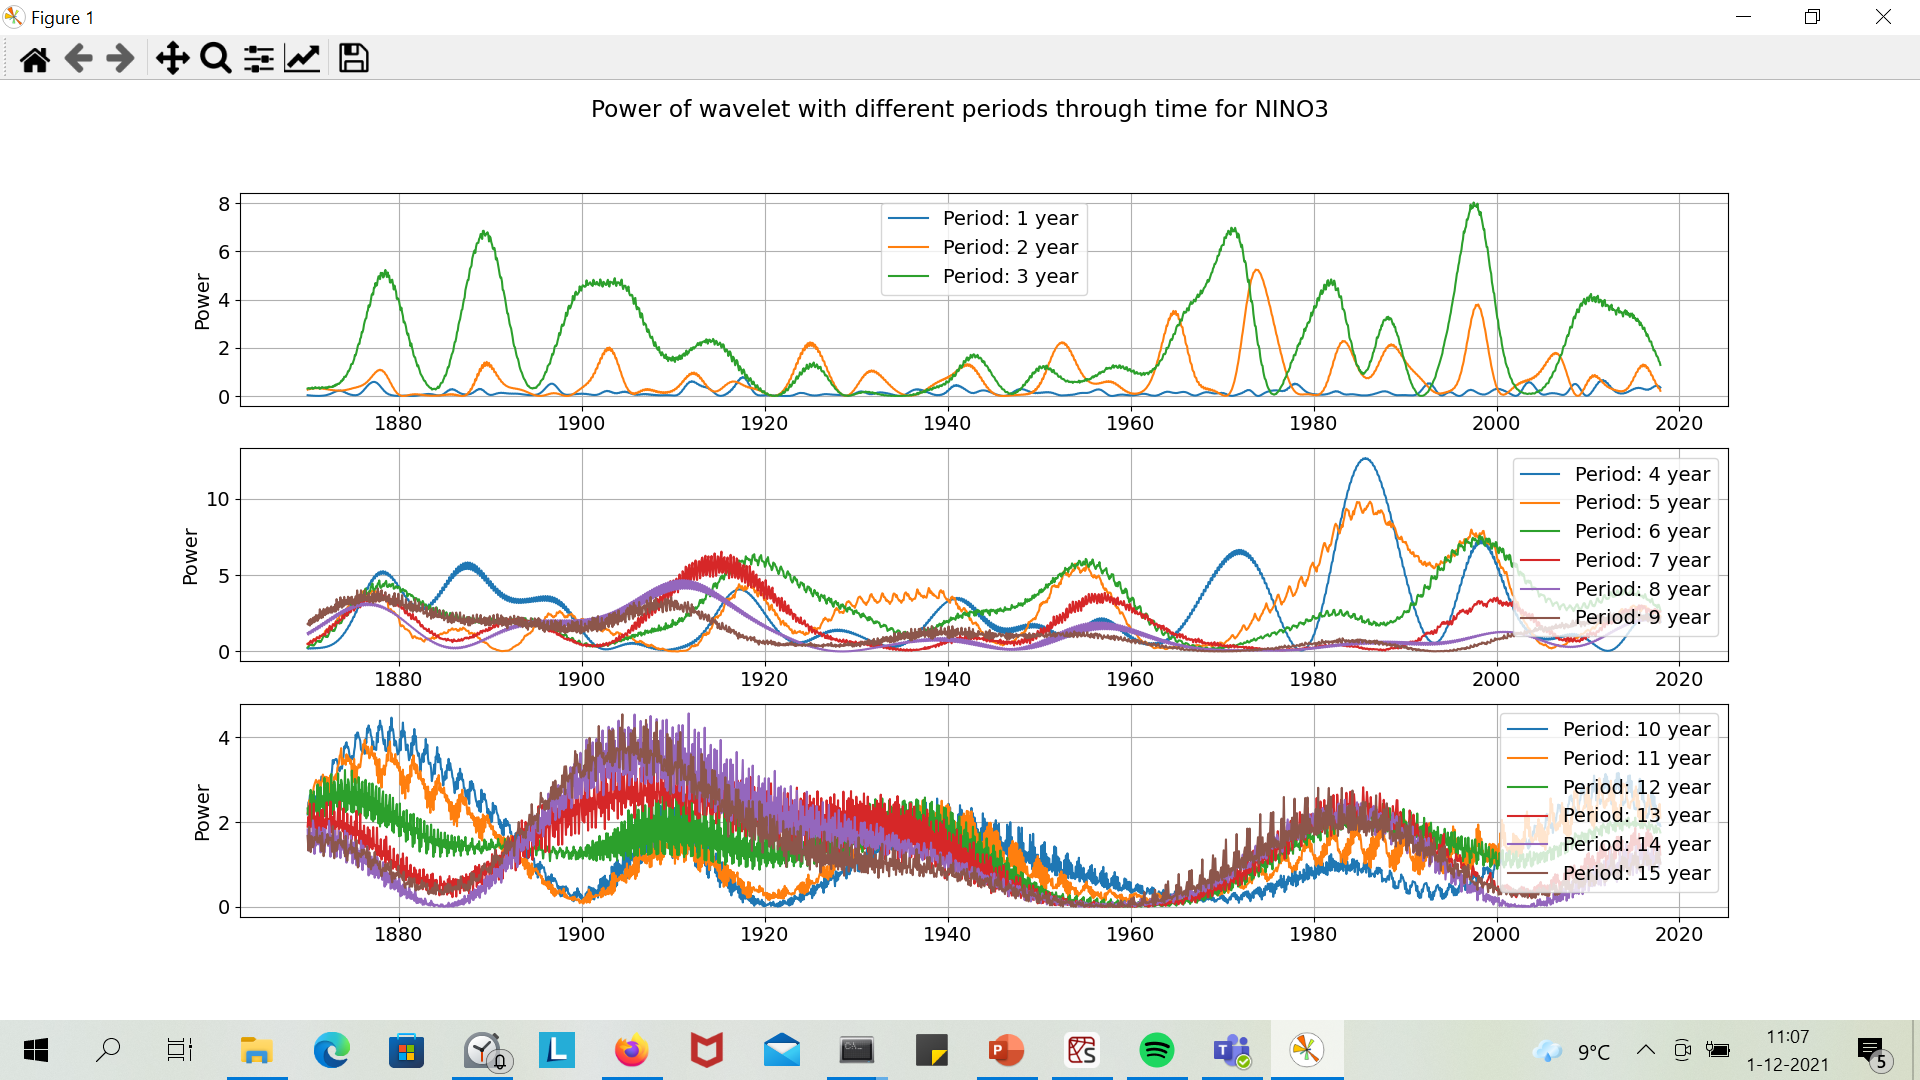 Figure 1
Power of wavelet with different periods through time for NINO3
8
6
4
2
0
Power
Period: 1 year
Period: 2 year
Period: 3 year
1880 1900 1920 1940 1960 1980 2000 2020
10
5
0
Power
Period: 4 year
Period: 5 year
Period: 6 year
Period: 7 year
Period: 8 year
Period: 9 year
1880 1900 1920 1940 1960 1980 2000 2020
4
2
0
Power
Period: 10 year
Period: 11 year
Period: 12 year
Period: 13 year
Period: 14 year
Period: 15 year
1880 1900 1920 1940 1960 1980 2000 2020
L
C:\_
P
S
T
9°C
11:07
1-12-2021
5